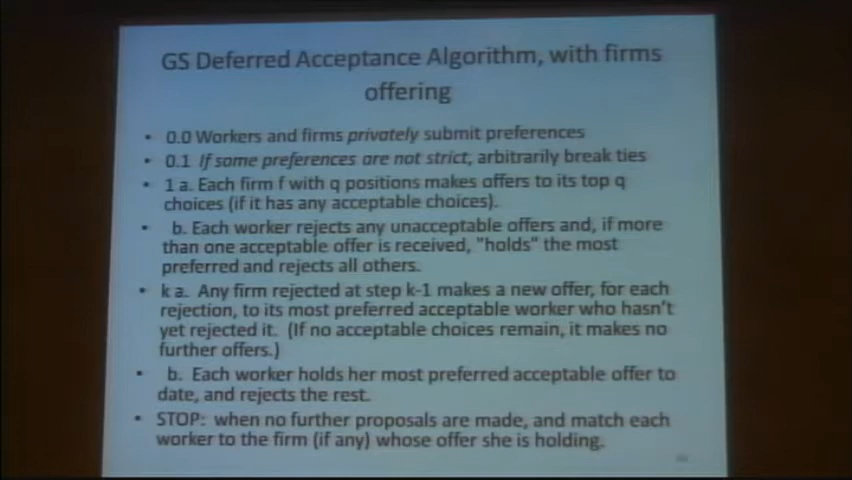 GS Deferred Acceptance Algorithm, with firms
offering
• 0.0 Workers and firms privately submit preferences
• 0.1 If some preferences are not strict, arbitrarily break ties
• 1 a. Each firm f with q positions makes offers to its top q
choices (if it has any acceptable choices).
• b. Each worker rejects any unacceptable offers and, if more
than one acceptable offer is received, "holds" the most
preferred and rejects all others.
• k a. Any firm rejected at step k-1 makes a new offer, for each
rejection, to its most preferred acceptable worker who hasn't
yet rejected it. (If no acceptable choices remain, it makes no
further offers.)
• b. Each worker holds her most preferred acceptable offer to
date, and rejects the rest.
• STOP: when no further proposals are made, and match each
worker to the firm (if any) whose offer she is holding.